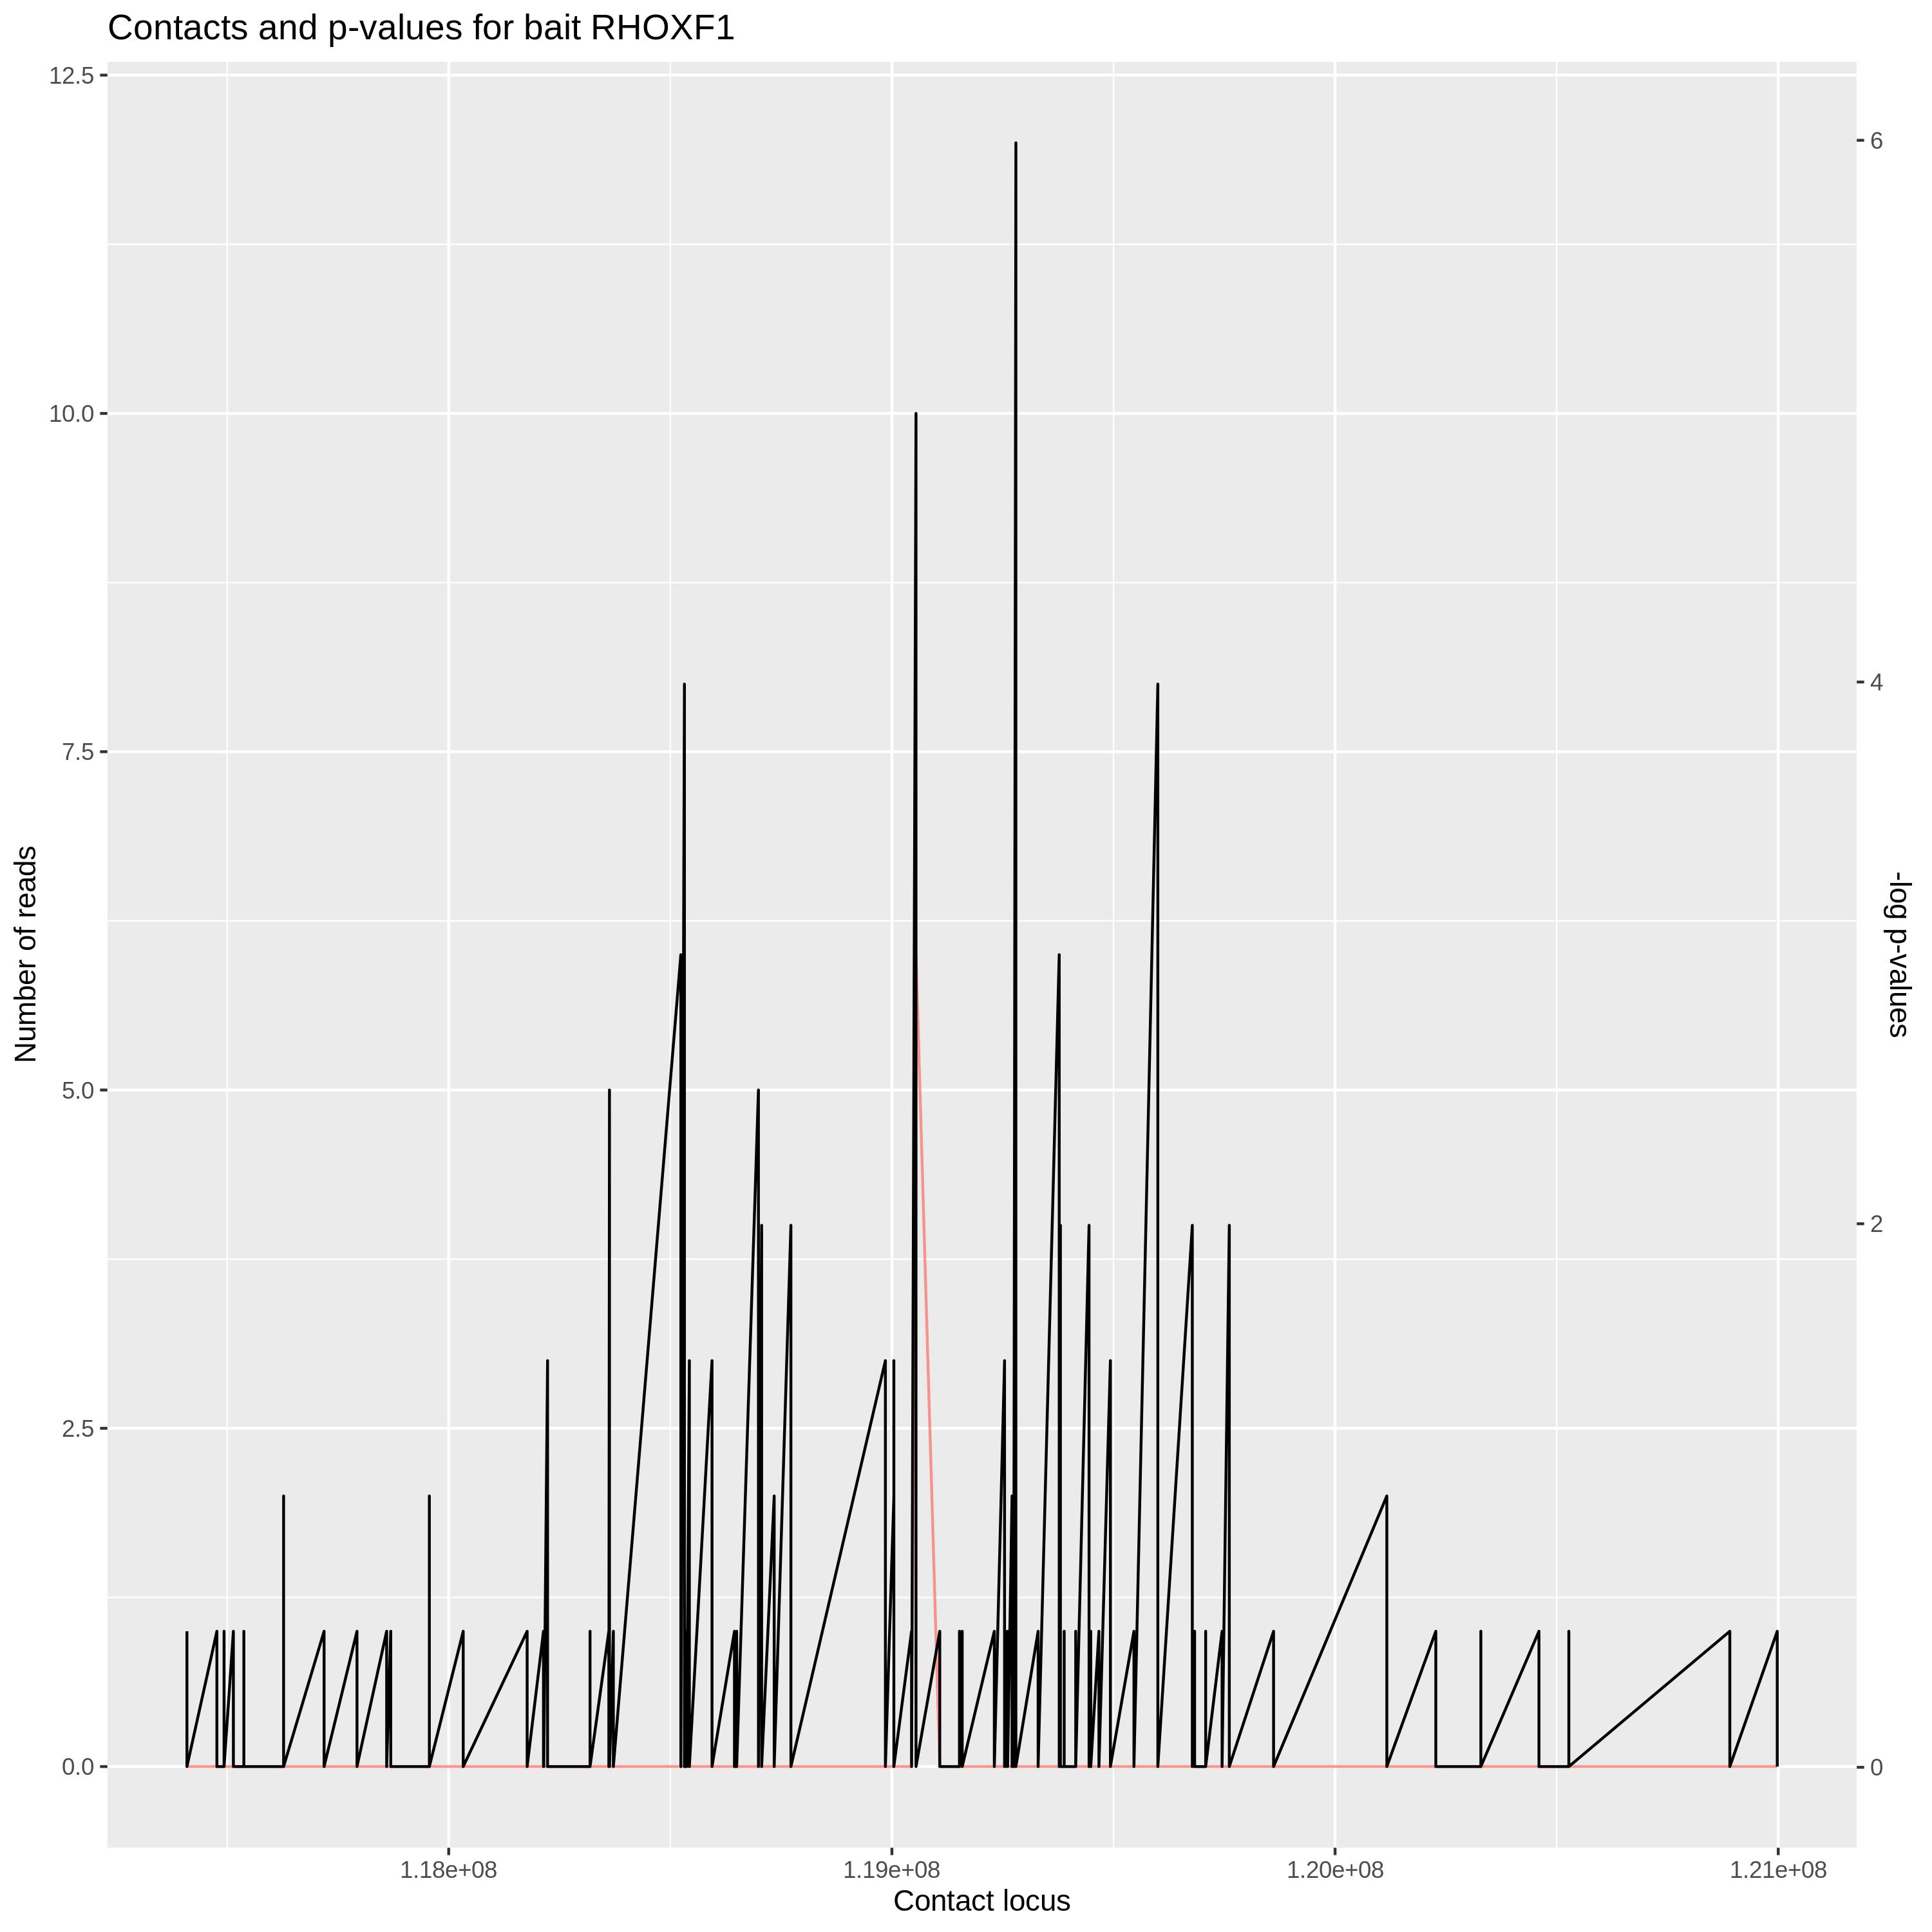 Contacts and p-values for bait RHOXF1
12.5
10.0
7.5
5.0
2.5
0.0
Number of reads
6
4
2
0
-log p-values
1.18e+08 1.19e+08 1.20e+08 1.21e+08
Contact locus